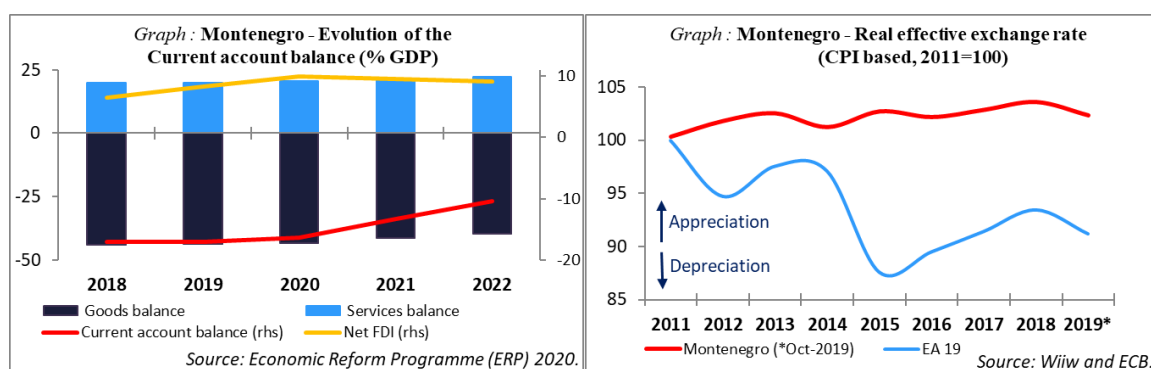 Graph : Montenegro - Evolution of the
Current account balance (% GDP)
25
0
-25
-50
10
0
-10
-20
2018 2019 2020 2021 2022
Goods balance Services balance
Current account balance (rhs) Net FDI (rhs)
Source: Economic Reform Programme (ERP) 2020.
Graph : Montenegro - Real effective exchange rate
(CPI based, 2011=100)
105
100
95
90
85
Appreciation
Depreciation
2011 2012 2013 2014 2015 2016 2017 2018 2019*
Montenegro (*Oct-2019) EA 19
Source: Wiiw and ECB.